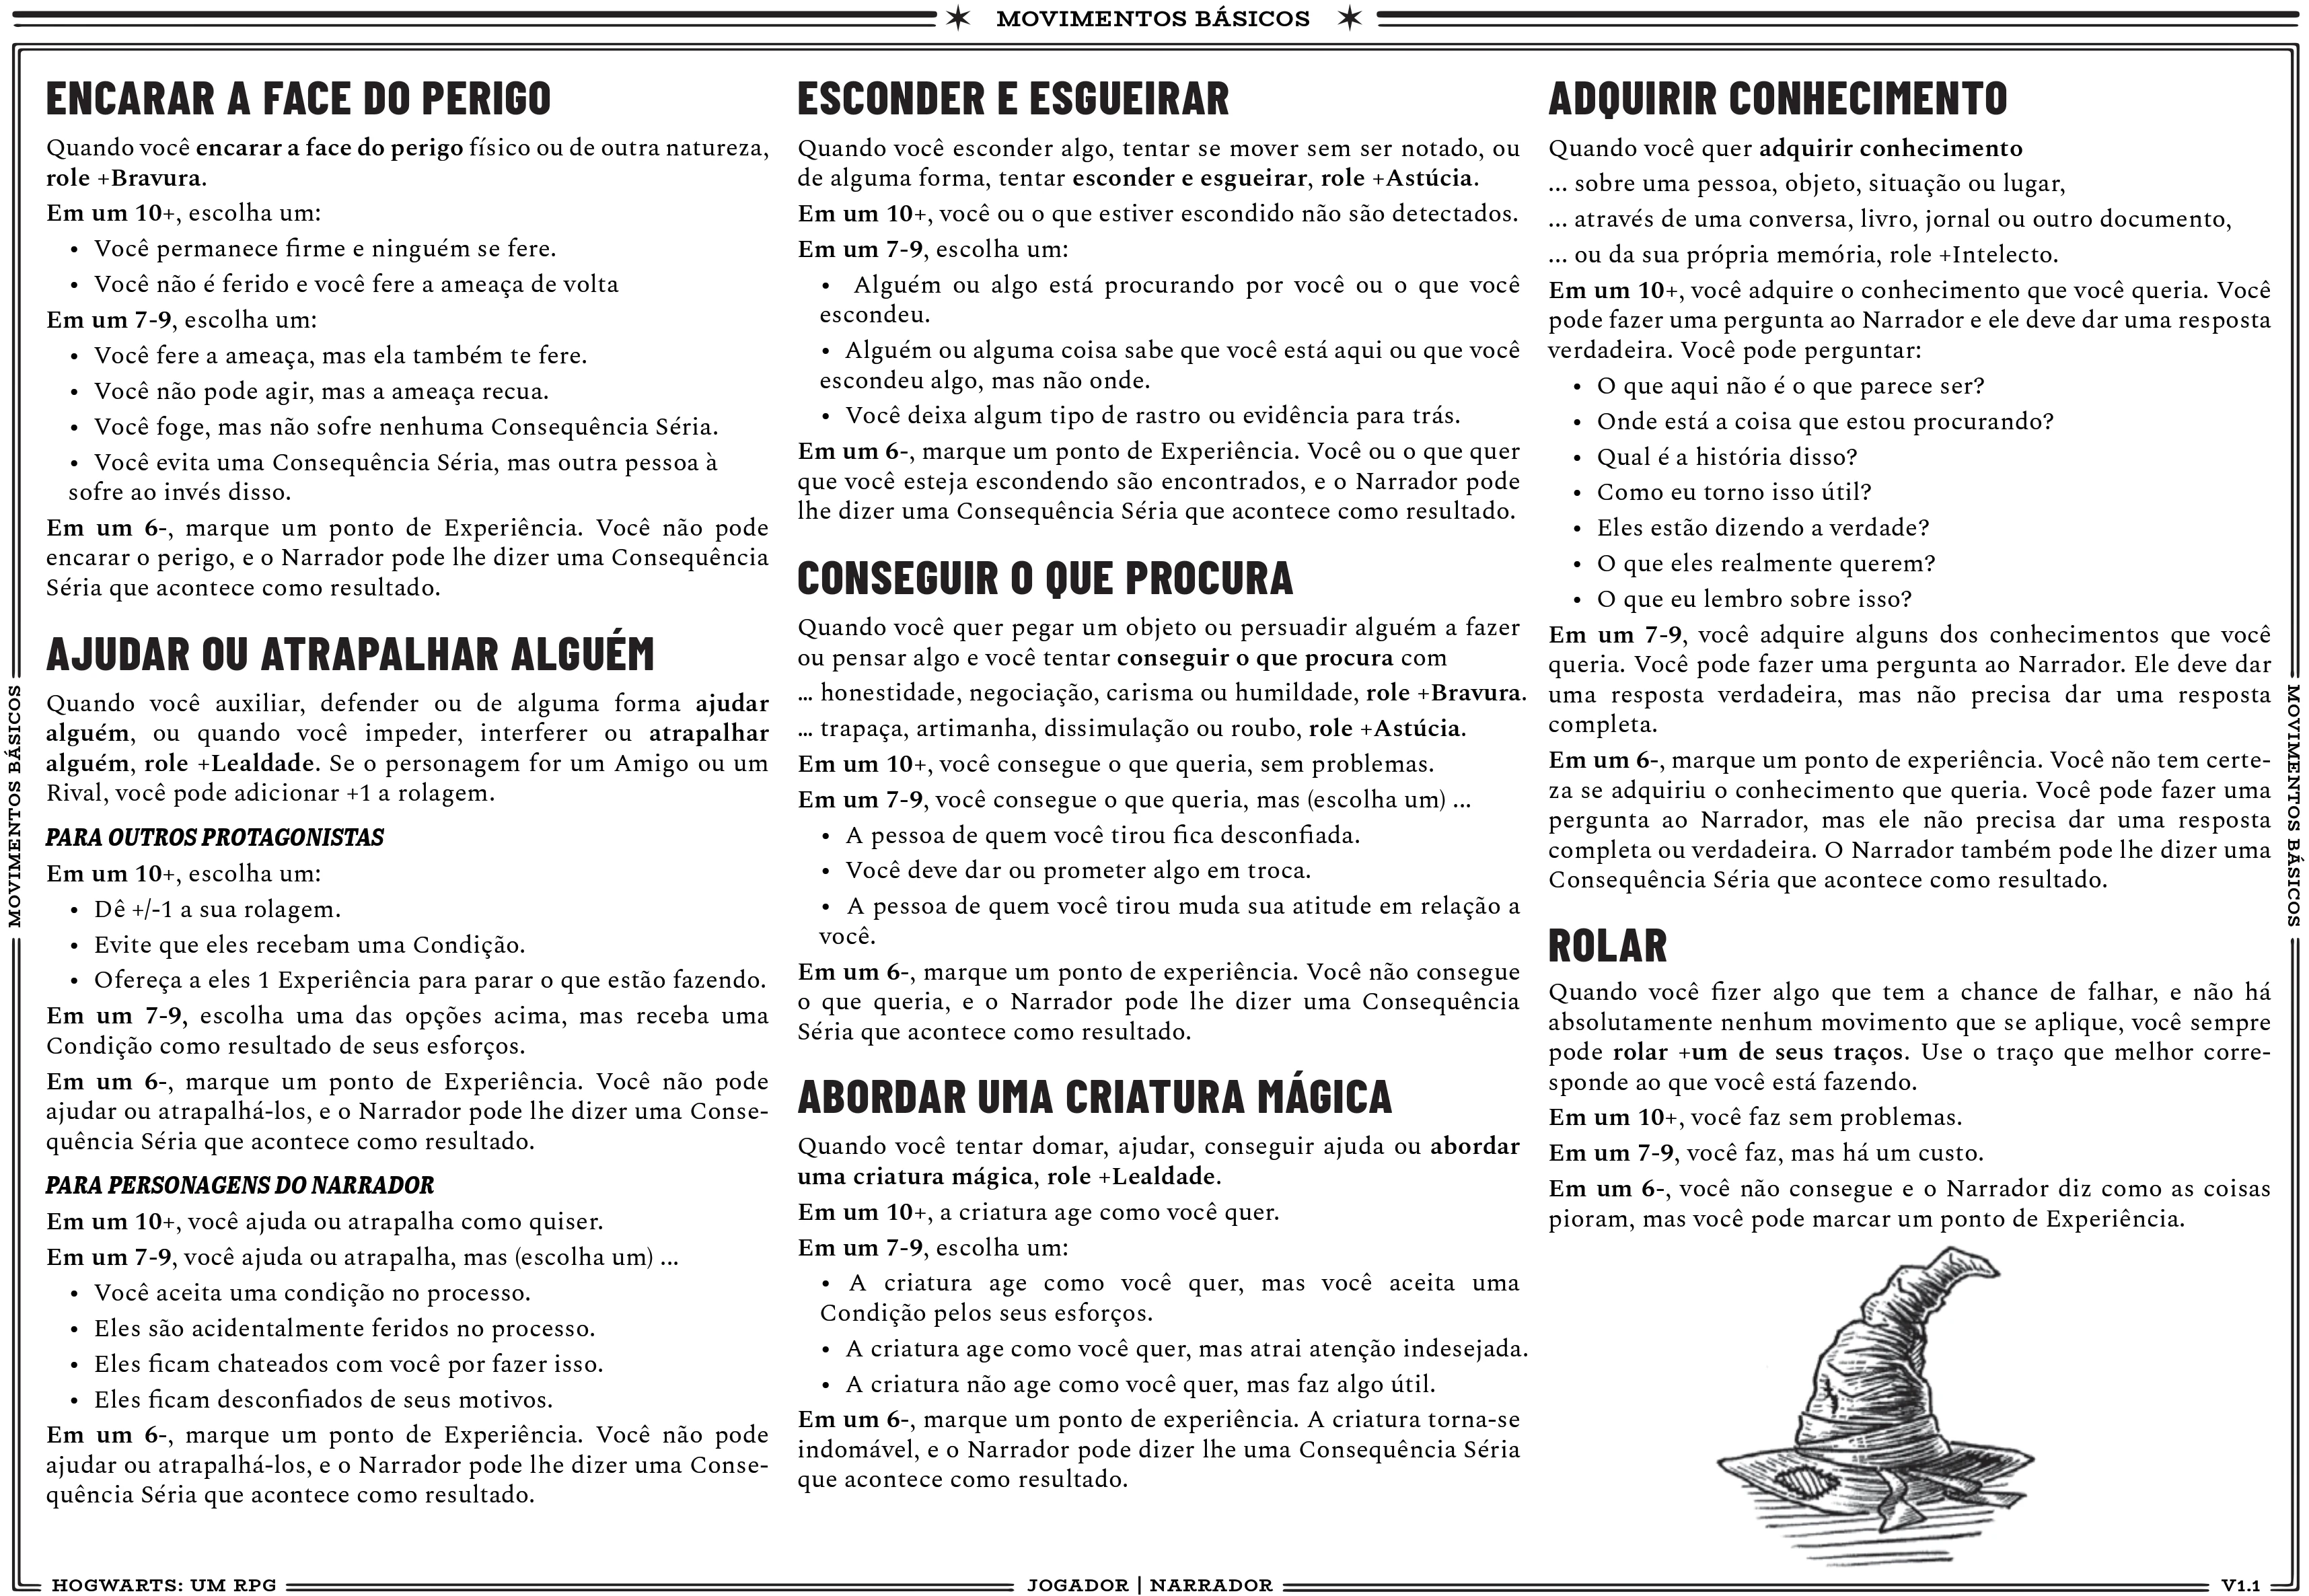 MOVIMENTOS BÁSICOS
ENCARAR A FACE DO PERIGO
Quando você encarar a face do perigo físico ou de outra natureza,
role +Bravura.
Em um 10+, escolha um:
• Você permanece firme e ninguém se fere.
• Você não é ferido e você fere a ameaça de volta
Em um 7-9, escolha um:
• Você fere a ameaça, mas ela também te fere.
• Você não pode agir, mas a ameaça recua.
• Você foge, mas não sofre nenhuma Consequência Séria.
• Você evita uma Consequência Séria, mas outra pessoa à
sofre ao invés disso.
Em um 6-, marque um ponto de Experiência. Você não pode
encarar o perigo, e o Narrador pode lhe dizer uma Consequência
Séria que acontece como resultado.
AJUDAR OU ATRAPALHAR ALGUÉM
Quando você auxiliar, defender ou de alguma forma ajudar
alguém, ou quando você impeder, interferer ou atrapalhar
alguém, role +Lealdade. Se o personagem for um Amigo ou um
Rival, você pode adicionar +1 a rolagem.
PARA OUTROS PROTAGONISTAS
Em um 10+, escolha um:
• Dê +/-1 a sua rolagem.
• Evite que eles recebam uma Condição.
• Ofereça a eles 1 Experiência para parar o que estão fazendo.
Em um 7-9, escolha uma das opções acima, mas receba uma
Condição como resultado de seus esforços.
Em um 6-, marque um ponto de Experiência. Você não pode
ajudar ou atrapalhá-los, e o Narrador pode lhe dizer uma Conse-
quência Séria que acontece como resultado.
PARA PERSONAGENS DO NARRADOR
Em um 10+, você ajuda ou atrapalha como quiser.
Em um 7-9, você ajuda ou atrapalha, mas (escolha um) ...
• Você aceita uma condição no processo.
• Eles são acidentalmente feridos no processo.
• Eles ficam chateados com você por fazer isso.
• Eles ficam desconfiados de seus motivos.
Em um 6-, marque um ponto de Experiência. Você não pode
ajudar ou atrapalhá-los, e o Narrador pode lhe dizer uma Conse-
quência Séria que acontece como resultado.
ESCONDER E ESGUEIRAR
Quando você esconder algo, tentar se mover sem ser notado, ou
de alguma forma, tentar esconder e esgueirar, role +Astúcia.
Em um 10+, você ou o que estiver escondido não são detectados.
Em um 7-9, escolha um:
• Alguém ou algo está procurando por você ou o que você
escondeu.
• Alguém ou alguma coisa sabe que você está aqui ou que você
escondeu algo, mas não onde.
• Você deixa algum tipo de rastro ou evidência para trás.
Em um 6-, marque um ponto de Experiência. Você ou o que quer
que você esteja escondendo são encontrados, e o Narrador pode
lhe dizer uma Consequência Séria que acontece como resultado.
CONSEGUIR O QUE PROCURA
Quando você quer pegar um objeto ou persuadir alguém a fazer
ou pensar algo e você tentar conseguir o que procura com
... honestidade, negociação, carisma ou humildade, role +Bravura.
... trapaça, artimanha, dissimulação ou roubo, role +Astúcia.
Em um 10+, você consegue o que queria, sem problemas.
Em um 7-9, você consegue o que queria, mas (escolha um) ...
• A pessoa de quem você tirou fica desconfiada.
• Você deve dar ou prometer algo em troca.
• A pessoa de quem você tirou muda sua atitude em relação a
você.
Em um 6-, marque um ponto de experiência. Você não consegue
o que queria, e o Narrador pode lhe dizer uma Consequência
Séria que acontece como resultado.
ABORDAR UMA CRIATURA MÁGICA
Quando você tentar domar, ajudar, conseguir ajuda ou abordar
uma criatura mágica, role +Lealdade.
Em um 10+, a criatura age como você quer.
Em um 7-9, escolha um:
• A criatura age como você quer, mas você aceita uma
Condição pelos seus esforços.
• A criatura age como você quer, mas atrai atenção indesejada.
• A criatura não age como você quer, mas faz algo útil.
Em um 6-, marque um ponto de experiência. A criatura torna-se
indomável, e o Narrador pode dizer lhe uma Consequência Séria
que acontece como resultado.
ADQUIRIR CONHECIMENTO
Quando você quer adquirir conhecimento
... sobre uma pessoa, objeto, situação ou lugar,
... através de uma conversa, livro, jornal ou outro documento,
... ou da sua própria memória, role +Intelecto.
Em um 10+, você adquire o conhecimento que você queria. Você
pode fazer uma pergunta ao Narrador e ele deve dar uma resposta
verdadeira. Você pode perguntar:
• O que aqui não é o que parece ser?
• Onde está a coisa que estou procurando?
• Qual é a história disso?
• Como eu torno isso útil?
• Eles estão dizendo a verdade?
• O que eles realmente querem?
• O que eu lembro sobre isso?
Em um 7-9, você adquire alguns dos conhecimentos que você
queria. Você pode fazer uma pergunta ao Narrador. Ele deve dar
uma resposta verdadeira, mas não precisa dar uma resposta
completa.
Em um 6-, marque um ponto de experiência. Você não tem certe-
za se adquiriu o conhecimento que queria. Você pode fazer uma
pergunta ao Narrador, mas ele não precisa dar uma resposta
completa ou verdadeira. O Narrador também pode lhe dizer uma
Consequência Séria que acontece como resultado.
ROLAR
Quando você fizer algo que tem a chance de falhar, e não há
absolutamente nenhum movimento que se aplique, você sempre
pode rolar +um de seus traços. Use o traço que melhor corre-
sponde ao que você está fazendo.
Em um 10+, você faz sem problemas.
Em um 7-9, você faz, mas há um custo.
Em um 6-, você não consegue e o Narrador diz como as coisas
pioram, mas você pode marcar um ponto de Experiência.
MOVIMENTOS BÁSICOS
MOVIMENTOS BÁSICOS
HOGWARTS: UM RPG
JOGADOR | NARRADOR
V1.1